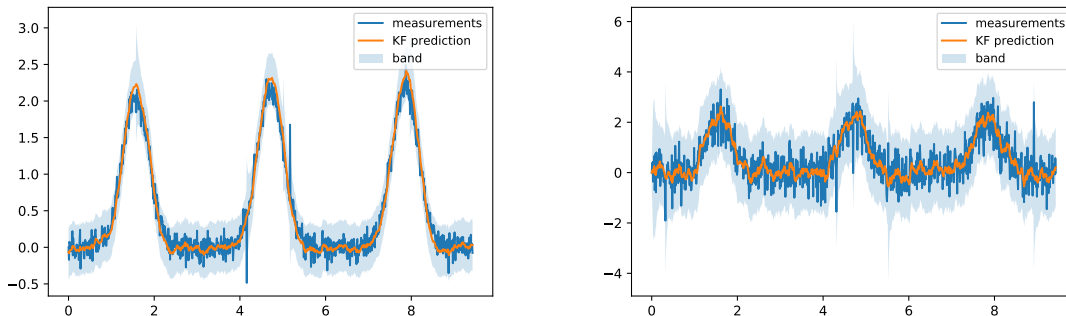 3.0
2.5
2.0
1.5
1.0
0.5
0.0
−0.5
0 2 4 6 8
measurements
KF prediction
band
6
4
2
0
−2
−4
0 2 4 6 8
measurements
KF prediction
band